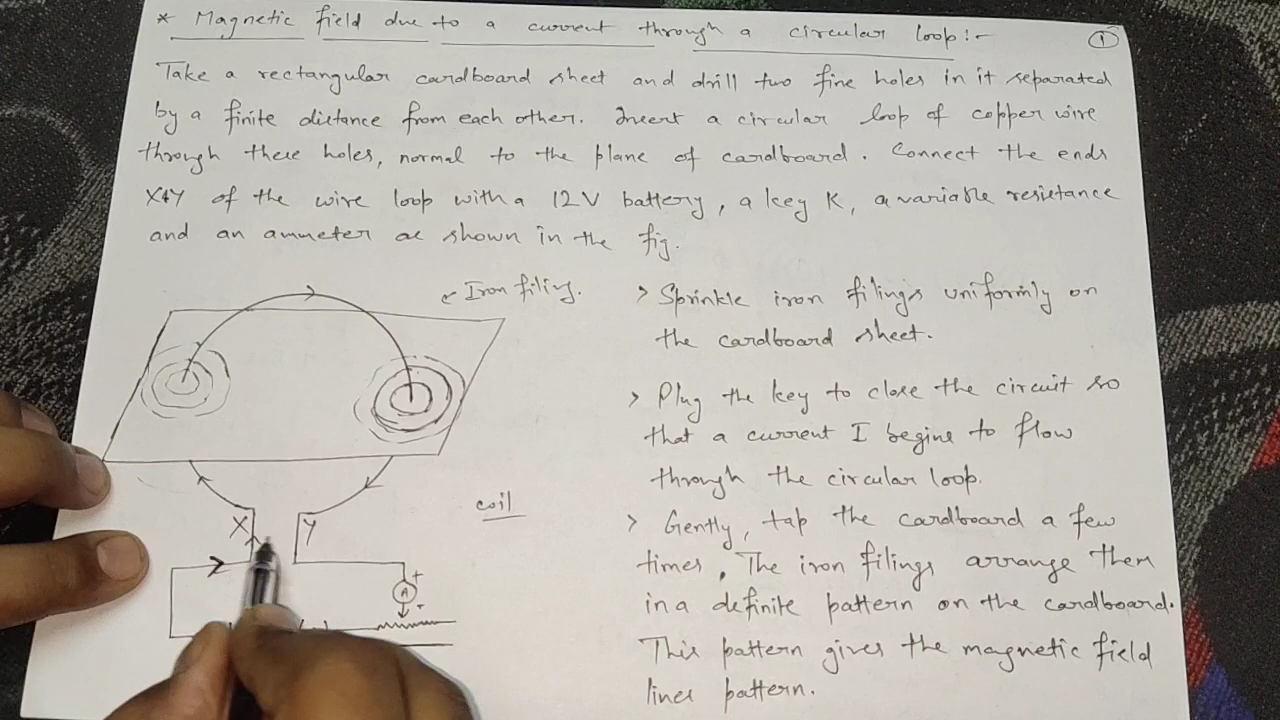 * Magnetic field due to a current through a circular loop:-
①
Take a rectangular cardboard sheet and drill two fine holes in it separated
by a finite distance from each other. Insert a circular loop of copper wire
through these holes, normal to the plane of cardboard. Connect the ends
X&Y of the wire loop with a 12V battery, a key K, a variable resistance
and an ammeter as shown in the fig.
Iron filing.
X Y
A
+
-
coil
> Sprinkle iron filings uniformly on
the cardboard sheet.
> Plug the key to close the circuit so
that a current I begins to flow
through the circular loop.
> Gently, tap the cardboard a few
times, The iron filings arrange them
in a definite pattern on the cardboard.
This pattern gives the magnetic field
lines pattern.